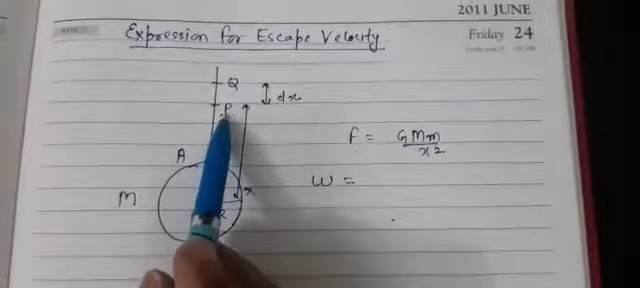 2011 JUNE
Expression for Escape Velocity
Friday 24
Q
dx
P
F = GMm
x2
A
W =
x
M
R